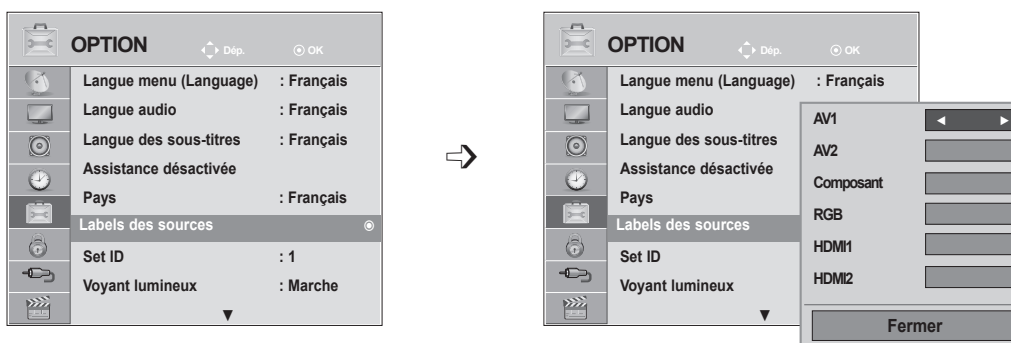 OPTION Dép. OK
Langue menu (Language) : Français
Langue audio : Français
Langue des sous-titres : Français
Assistance désactivée
Pays : Français
Labels des sources
Set ID : 1
Voyant lumineux : Marche
OPTION Dép. OK
Langue menu (Language) : Français
Langue audio
Langue des sous-titres
Assistance désactivée
Pays
Labels des sources
Set ID
Voyant lumineux
AV1
AV2
Composant
RGB
HDMI1
HDMI2
Fermer